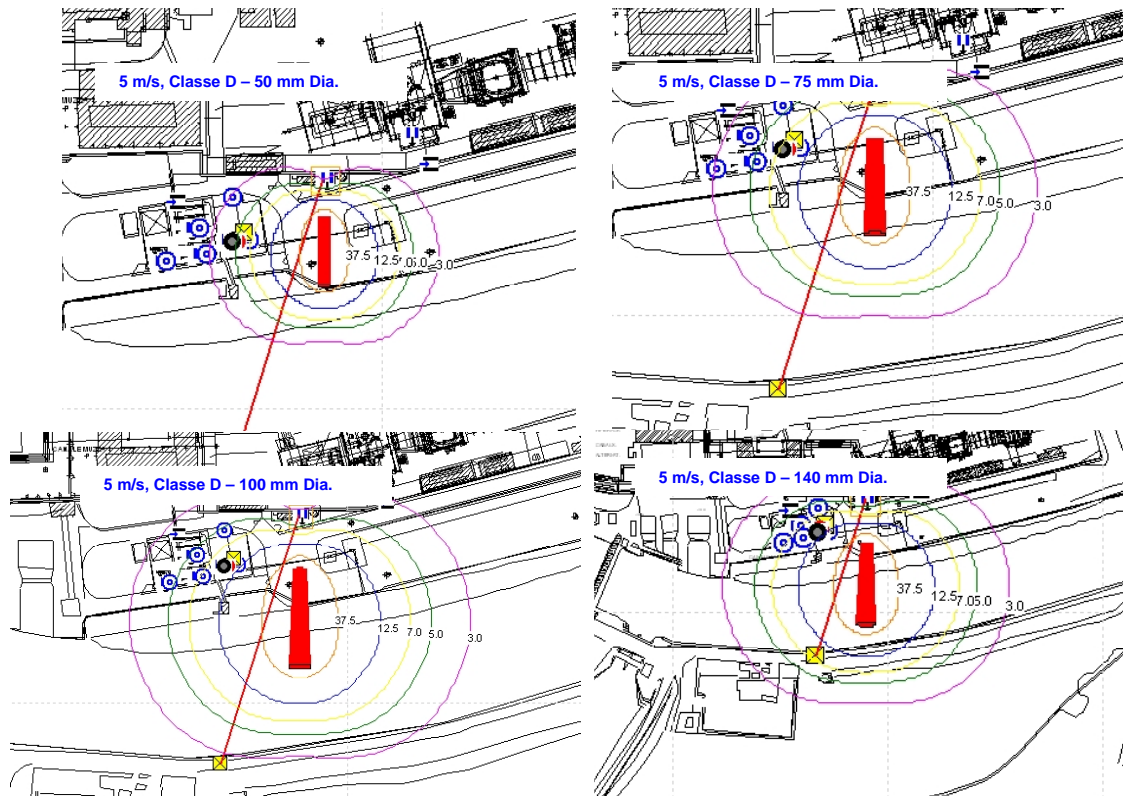 5 m/s, Classe D – 50 mm Dia.
37.5 12.5 3.0
5 m/s, Classe D – 75 mm Dia.
37.5 12.5 7.0 5.0 3.0
5 m/s, Classe D – 100 mm Dia.
37.5 12.5 7.0 5.0 3.0
5 m/s, Classe D – 140 mm Dia.
37.5 12.5 7.0 5.0 3.0